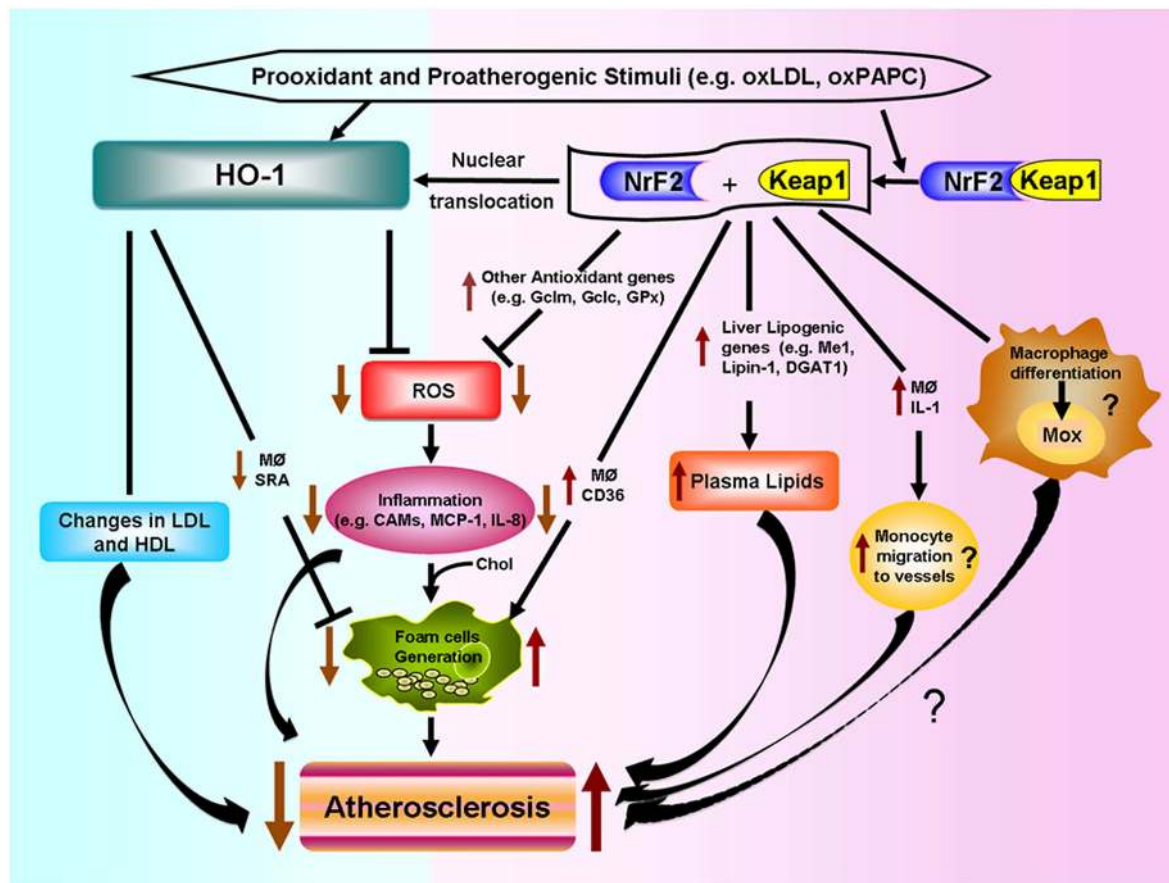 Prooxidant and Proatherogenic Stimuli (e.g. oxLDL, oxPAPC)
HO-1
Nuclear
translocation
NrF2
+
Keap1
NrF2
Keap1
Other Antioxidant genes
(e.g. Gclm, Gclc, GPx)
Liver Lipogenic
genes (e.g. Me1,
Lipin-1, DGAT1)
MØ
IL-1
Macrophage
differentiation
?
Mox
ROS
MØ
SRA
Inflammation
(e.g. CAMs, MCP-1, IL-8)
MØ
CD36
Plasma Lipids
Changes in LDL
and HDL
Monocyte
migration
to vessels
?
Chol
Foam cells
Generation
?
Atherosclerosis